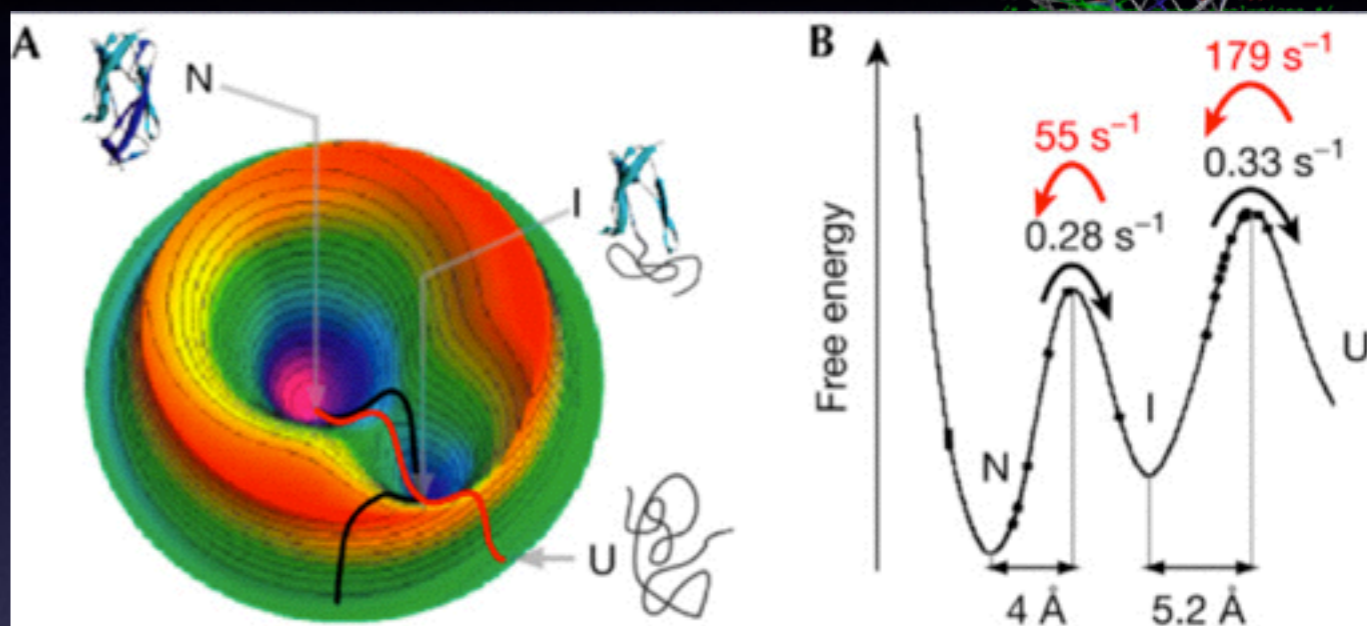 A
N
I
U
B
Free energy
55 s⁻¹
0.28 s⁻¹
179 s⁻¹
0.33 s⁻¹
N
I
U
4 Å
5.2 Å